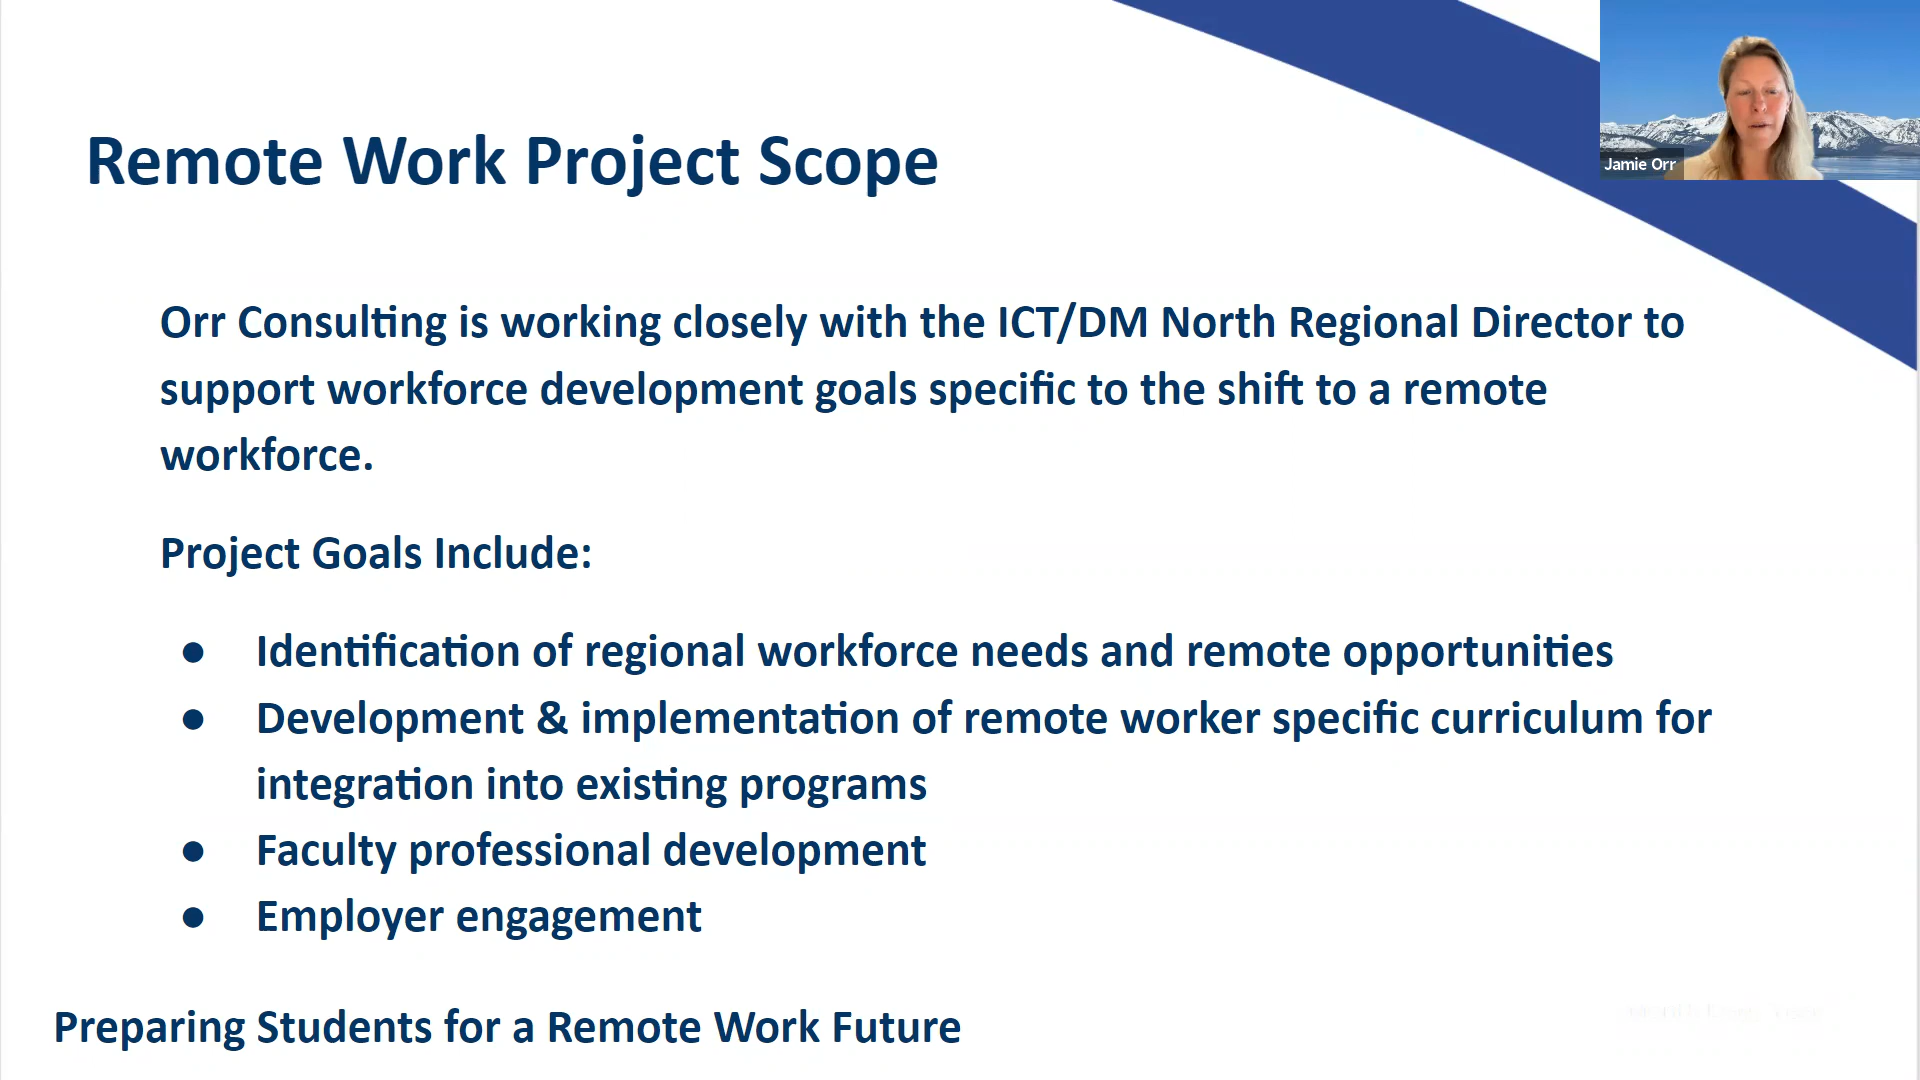 Remote Work Project Scope
Jamie Orr
Orr Consulting is working closely with the ICT/DM North Regional Director to
support workforce development goals specific to the shift to a remote
workforce.
Project Goals Include:
● Identification of regional workforce needs and remote opportunities
● Development & implementation of remote worker specific curriculum for
integration into existing programs
● Faculty professional development
● Employer engagement
Preparing Students for a Remote Work Future